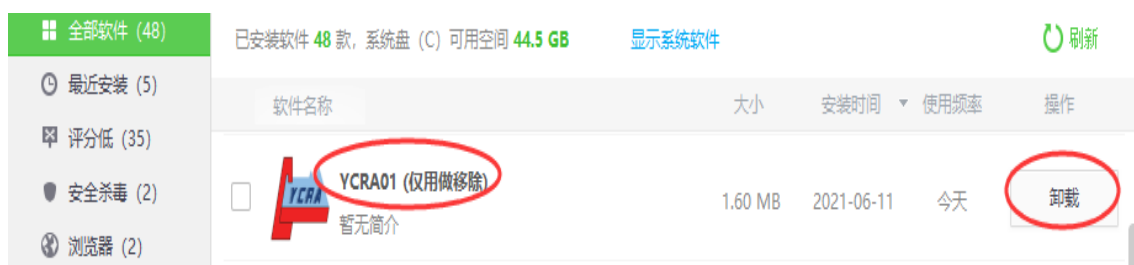 全部软件 (48)
已安装软件 48 款, 系统盘 (C) 可用空间 44.5 GB 显示系统软件 刷新
最近安装 (5)
软件名称 大小 安装时间 使用频率 操作
评分低 (35)
YCRA
YCRA01 (仅用做移除)
暂无简介
1.60 MB 2021-06-11 今天 卸载
安全杀毒 (2)
浏览器 (2)